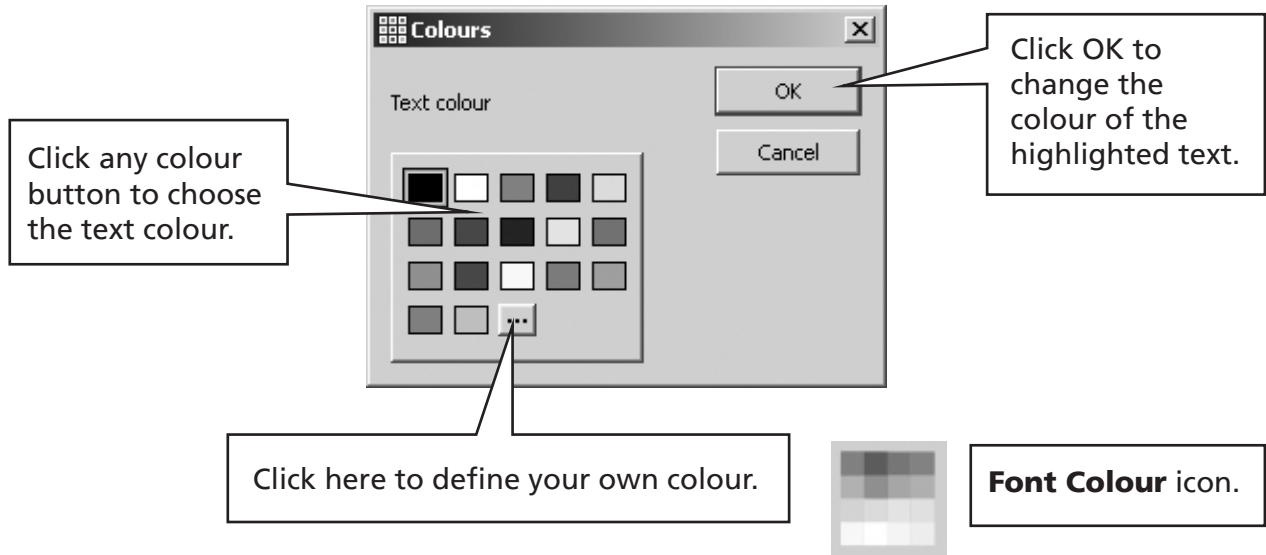 Colours
Text colour
OK
Cancel
Click OK to
change the
colour of the
highlighted text.
Click any colour
button to choose
the text colour.
...
Click here to define your own colour.
Font Colour icon.